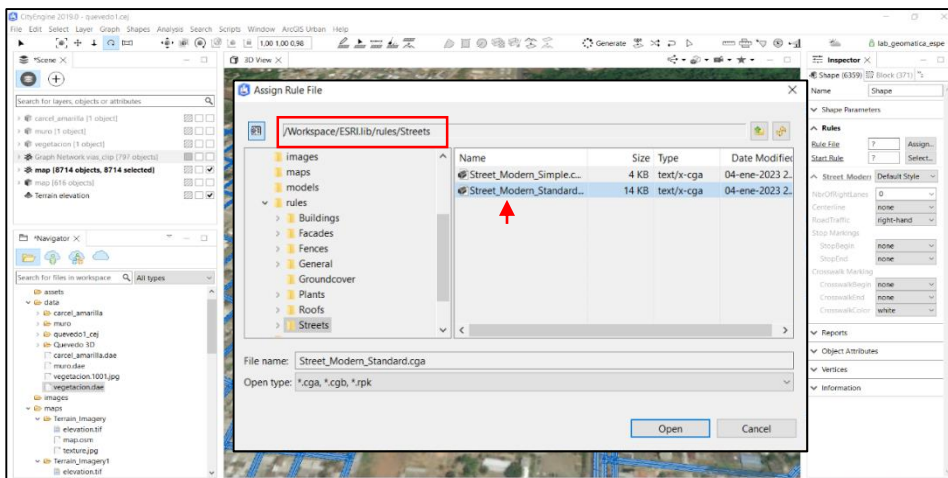 CityEngine 2019.0 - quevedo1.cej
File Edit Select Layer Graph Shapes Analysis Search Scripts Window ArcGIS Urban Help
1,00 1,00 0,98
Generate
lab_geomatica_espe
*Scene
Search for layers, objects or attributes
carcel_amarilla [1 object]
muro [1 object]
vegetacion [1 object]
Graph Network vias_clip [797 objects]
map [8714 objects, 8714 selected]
map [616 objects]
Terrain elevation
*Navigator
Search for files in workspace
All types
assets
data
carcel_amarilla
muro
quevedo1_cej
Quevedo 3D
carcel_amarilla.dae
muro.dae
vegetacion.1001.jpg
vegetacion.dae
images
maps
Terrain_Imagery
elevation.tif
map.osm
texture.jpg
Terrain_Imagery1
elevation.tif
3D View
Assign Rule File
/Workspace/ESRI.lib/rules/Streets
images
maps
models
rules
Buildings
Facades
Fences
General
Groundcover
Plants
Roofs
Streets
Name Size Type Date Modified
Street_Modern_Simple.c... 4 KB text/x-cga 04-ene-2023 2...
Street_Modern_Standard... 14 KB text/x-cga 04-ene-2023 2...
File name: Street_Modern_Standard.cga
Open type: *.cga, *.cgb, *.rpk
Open Cancel
Inspector
Shape (6359) Block (371)
Name Shape
Shape Parameters
Rules
Rule File ? Assign...
Start Rule ? Select...
Street_Modern Default Style
NbrOfRightLanes 0
Centerline none
RoadTraffic right-hand
Stop Markings
StopBegin none
StopEnd none
Crosswalk Marking
CrosswalkBegin none
CrosswalkEnd none
CrosswalkColor white
Reports
Object Attributes
Vertices
Information